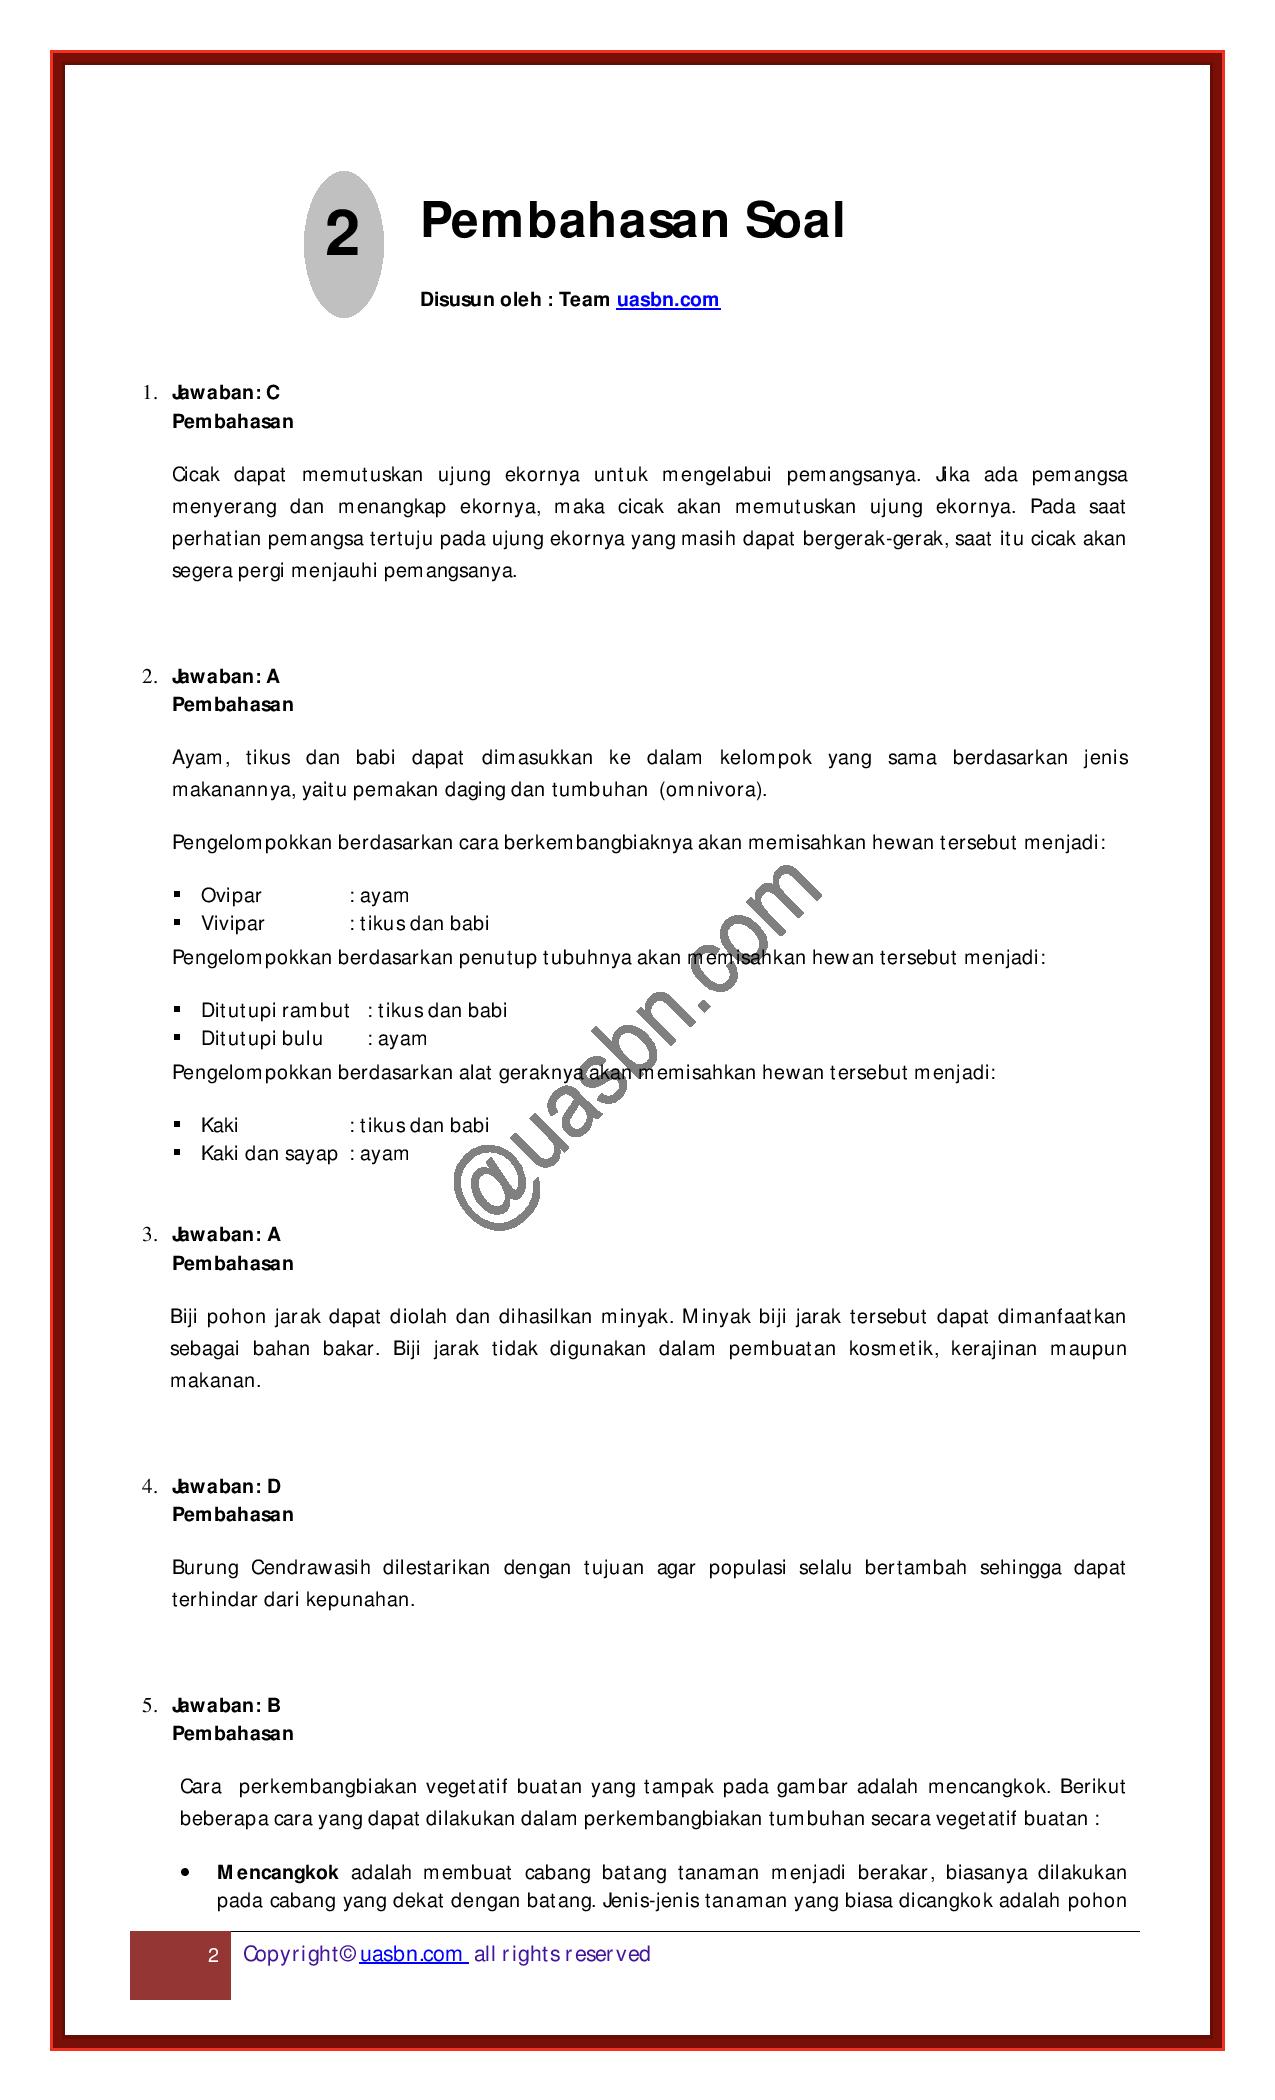 2
Pembahasan Soal
Disusun oleh : Team uasbn.com
1. Jawaban: C
Pembahasan
Cicak dapat memutuskan ujung ekornya untuk mengelabui pemangsanya. Jika ada pemangsa
menyerang dan menangkap ekornya, maka cicak akan memutuskan ujung ekornya. Pada saat
perhatian pemangsa tertuju pada ujung ekornya yang masih dapat bergerak-gerak, saat itu cicak akan
segera pergi menjauhi pemangsanya.
2. Jawaban: A
Pembahasan
Ayam, tikus dan babi dapat dimasukkan ke dalam kelompok yang sama berdasarkan jenis
makanannya, yaitu pemakan daging dan tumbuhan (omnivora).
Pengelompokkan berdasarkan cara berkembangbiaknya akan memisahkan hewan tersebut menjadi:
▪ Ovipar : ayam
▪ Vivipar : tikus dan babi
Pengelompokkan berdasarkan penutup tubuhnya akan memisahkan hewan tersebut menjadi:
▪ Ditutupi rambut : tikus dan babi
▪ Ditutupi bulu : ayam
Pengelompokkan berdasarkan alat geraknya akan memisahkan hewan tersebut menjadi:
▪ Kaki : tikus dan babi
▪ Kaki dan sayap : ayam
@uasbn.com
3. Jawaban: A
Pembahasan
Biji pohon jarak dapat diolah dan dihasilkan minyak. Minyak biji jarak tersebut dapat dimanfaatkan
sebagai bahan bakar. Biji jarak tidak digunakan dalam pembuatan kosmetik, kerajinan maupun
makanan.
4. Jawaban: D
Pembahasan
Burung Cendrawasih dilestarikan dengan tujuan agar populasi selalu bertambah sehingga dapat
terhindar dari kepunahan.
5. Jawaban: B
Pembahasan
Cara perkembangbiakan vegetatif buatan yang tampak pada gambar adalah mencangkok. Berikut
beberapa cara yang dapat dilakukan dalam perkembangbiakan tumbuhan secara vegetatif buatan :
• Mencangkok adalah membuat cabang batang tanaman menjadi berakar, biasanya dilakukan
pada cabang yang dekat dengan batang. Jenis-jenis tanaman yang biasa dicangkok adalah pohon
2 Copyright© uasbn.com all rights reserved